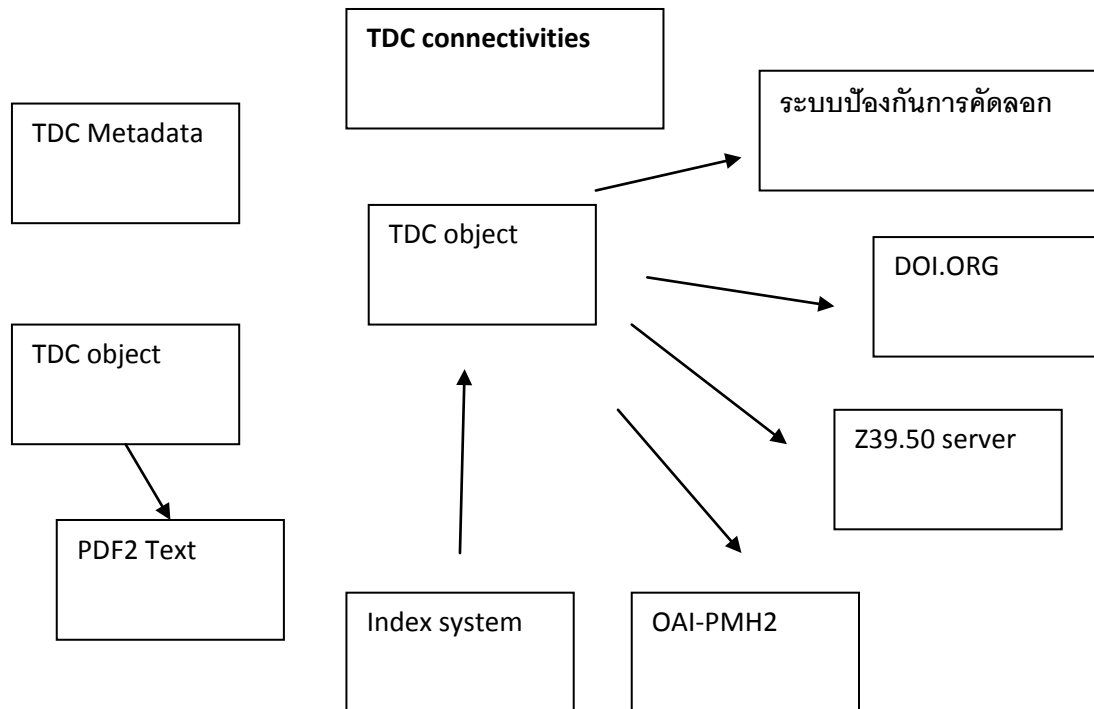 TDC connectivities
ระบบป้องกันการคัดลอก
TDC Metadata
TDC object
DOI.ORG
TDC object
Z39.50 server
PDF2 Text
Index system
OAI-PMH2